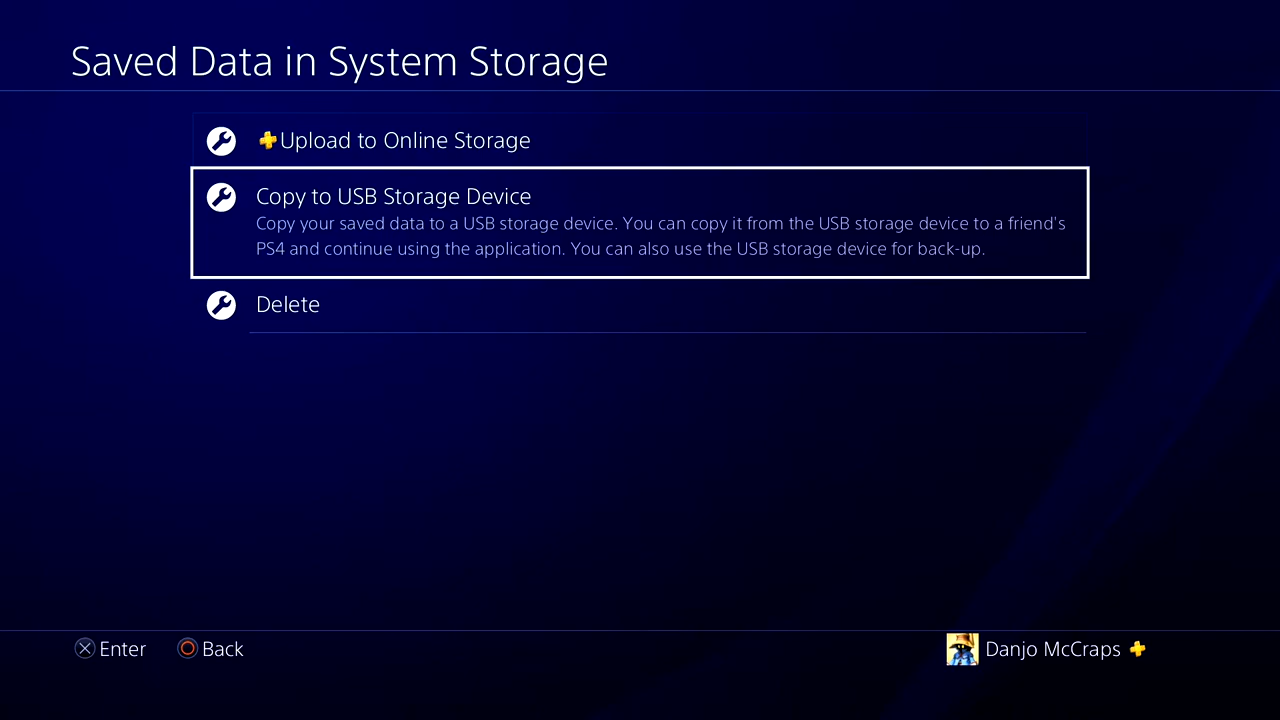 Saved Data in System Storage
Upload to Online Storage
Copy to USB Storage Device
Copy your saved data to a USB storage device. You can copy it from the USB storage device to a friend's
PS4 and continue using the application. You can also use the USB storage device for back-up.
Delete
Enter Back Danjo McCraps